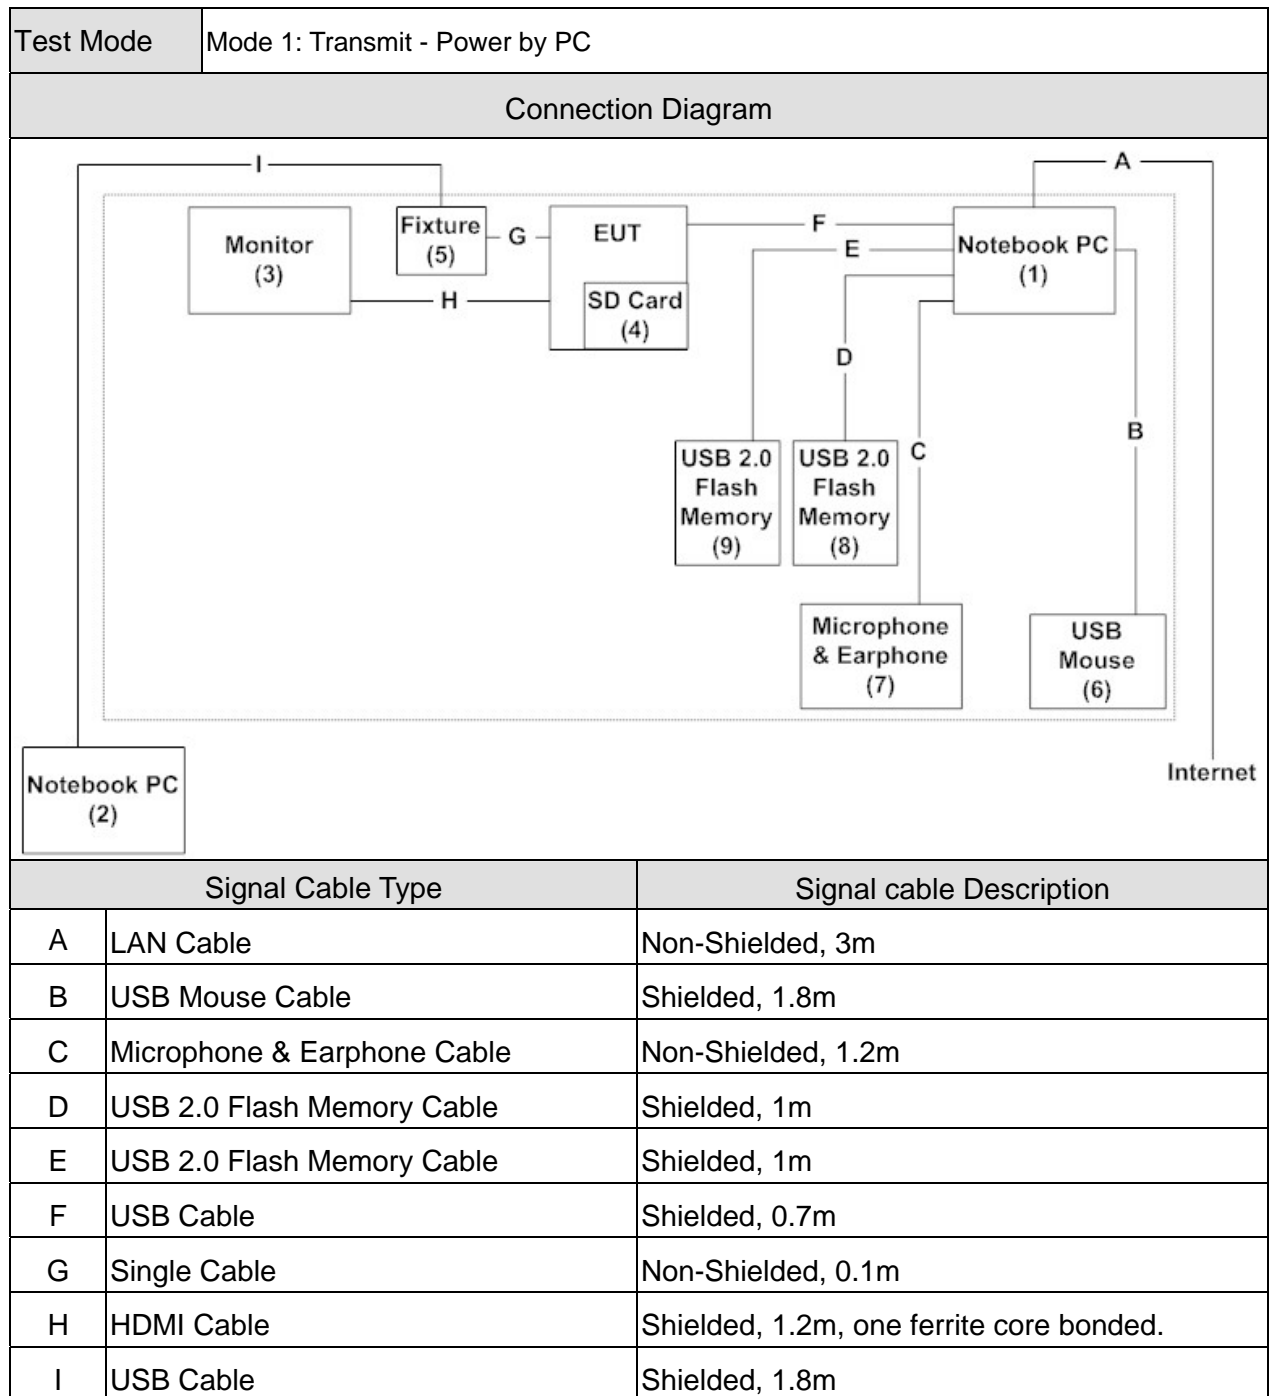 Test Mode Mode 1: Transmit - Power by PC
Connection Diagram
I
A
Monitor
(3)
Fixture
(5)
G
EUT
SD Card
(4)
H
F
E
Notebook PC
(1)
D
C
B
USB 2.0
Flash
Memory
(9)
USB 2.0
Flash
Memory
(8)
Microphone
& Earphone
(7)
USB
Mouse
(6)
Notebook PC
(2)
Internet
Signal Cable Type Signal cable Description
A LAN Cable Non-Shielded, 3m
B USB Mouse Cable Shielded, 1.8m
C Microphone & Earphone Cable Non-Shielded, 1.2m
D USB 2.0 Flash Memory Cable Shielded, 1m
E USB 2.0 Flash Memory Cable Shielded, 1m
F USB Cable Shielded, 0.7m
G Single Cable Non-Shielded, 0.1m
H HDMI Cable Shielded, 1.2m, one ferrite core bonded.
I USB Cable Shielded, 1.8m